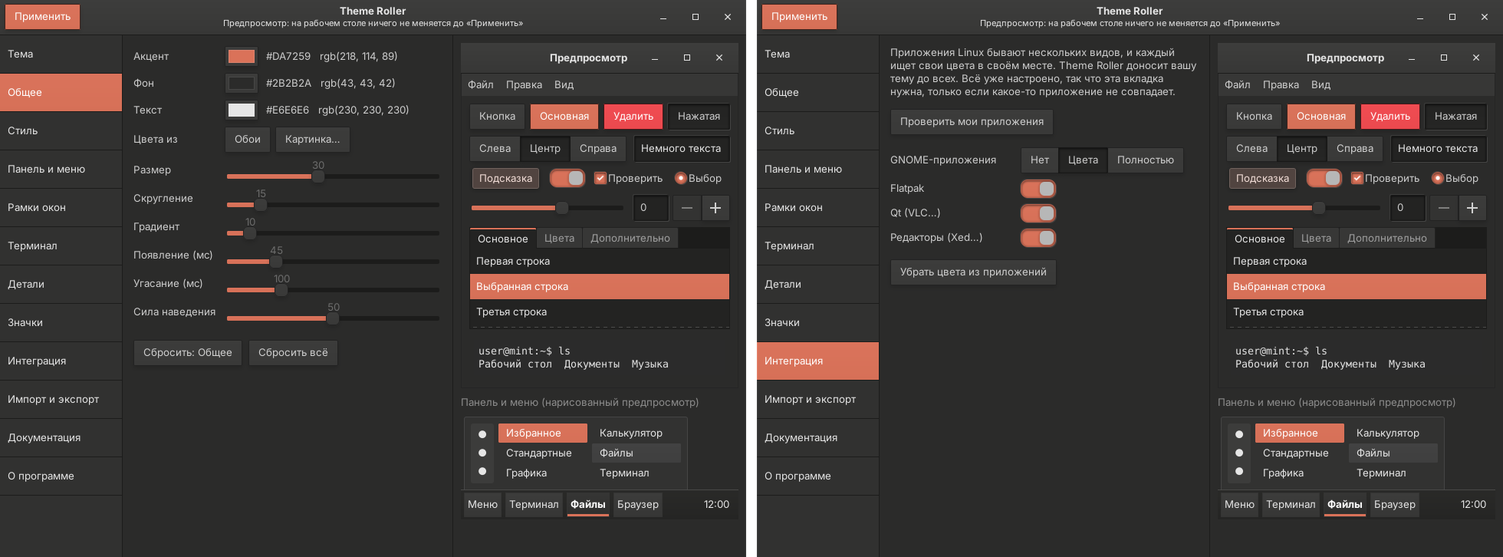 Применить
Theme Roller
Предпросмотр: на рабочем столе ничего не меняется до «Применить»
Тема
Общее
Стиль
Панель и меню
Рамки окон
Терминал
Детали
Значки
Интеграция
Импорт и экспорт
Документация
О программе
Акцент #DA7259 rgb(218, 114, 89)
Фон #2B2B2A rgb(43, 43, 42)
Текст #E6E6E6 rgb(230, 230, 230)
Цвета из Обои Картинка...
Размер 30
Скругление 15
Градиент 10
Появление (мс) 45
Угасание (мс) 100
Сила наведения 50
Сбросить: Общее Сбросить всё
Предпросмотр
Файл Правка Вид
Кнопка Основная Удалить Нажатая
Слева Центр Справа Немного текста
Подсказка Проверить Выбор
0
Основное Цвета Дополнительно
Первая строка
Выбранная строка
Третья строка
user@mint:~$ ls
Рабочий стол Документы Музыка
Панель и меню (нарисованный предпросмотр)
Избранное Калькулятор
Стандартные Файлы
Графика Терминал
Меню Терминал Файлы Браузер 12:00
Применить
Theme Roller
Предпросмотр: на рабочем столе ничего не меняется до «Применить»
Тема
Общее
Стиль
Панель и меню
Рамки окон
Терминал
Детали
Значки
Интеграция
Импорт и экспорт
Документация
О программе
Приложения Linux бывают нескольких видов, и каждый
ищет свои цвета в своём месте. Theme Roller доносит вашу
тему до всех. Всё уже настроено, так что эта вкладка
нужна, только если какое-то приложение не совпадает.
Проверить мои приложения
GNOME-приложения Нет Цвета Полностью
Flatpak
Qt (VLC...)
Редакторы (Xed...)
Убрать цвета из приложений
Предпросмотр
Файл Правка Вид
Кнопка Основная Удалить Нажатая
Слева Центр Справа Немного текста
Подсказка Проверить Выбор
0
Основное Цвета Дополнительно
Первая строка
Выбранная строка
Третья строка
user@mint:~$ ls
Рабочий стол Документы Музыка
Панель и меню (нарисованный предпросмотр)
Избранное Калькулятор
Стандартные Файлы
Графика Терминал
Меню Терминал Файлы Браузер 12:00